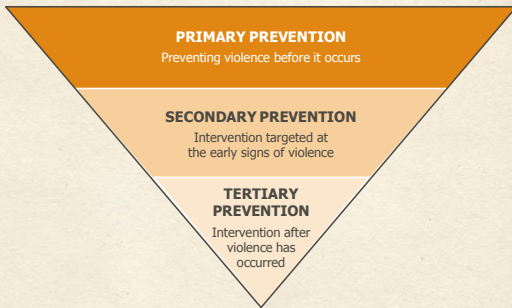 PRIMARY PREVENTION
Preventing violence before it occurs
SECONDARY PREVENTION
Intervention targeted at
the early signs of violence
TERTIARY
PREVENTION
Intervention after
violence has
occurred